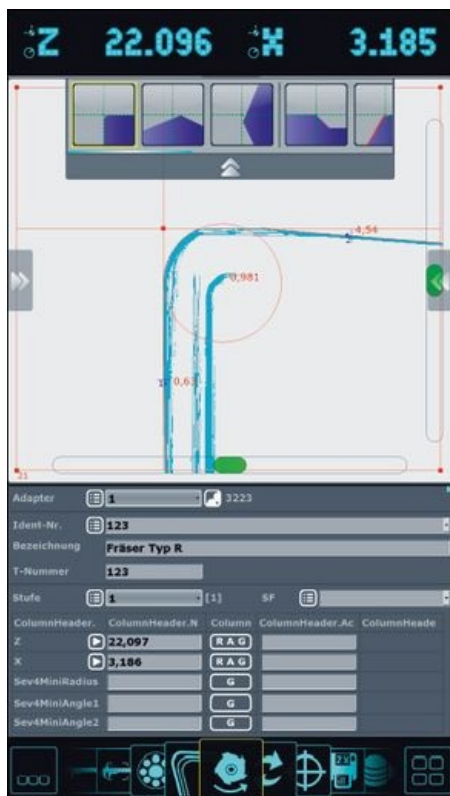 Z 22.096 X 3.185
4,54
0,981
0,63
21
Adapter 1 3223
Ident-Nr. 123
Bezeichnung Fräser Typ R
T-Nummer 123
Stufe 1 [1] SF
ColumnHeader. ColumnHeader.N Column ColumnHeader.Ac ColumnHeade
Z 22,097 R A G
X 3,186 R A G
Sev4MiniRadius G
Sev4MiniAngle1 G
Sev4MiniAngle2 G